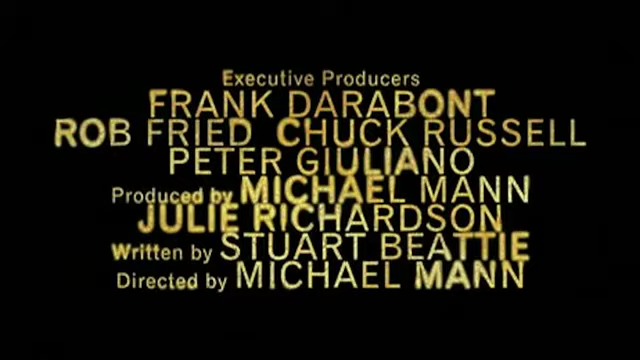 Executive Producers
FRANK DARABONT
ROB FRIED CHUCK RUSSELL
PETER GIULIANO
Produced by MICHAEL MANN
JULIE RICHARDSON
Written by STUART BEATTIE
Directed by MICHAEL MANN